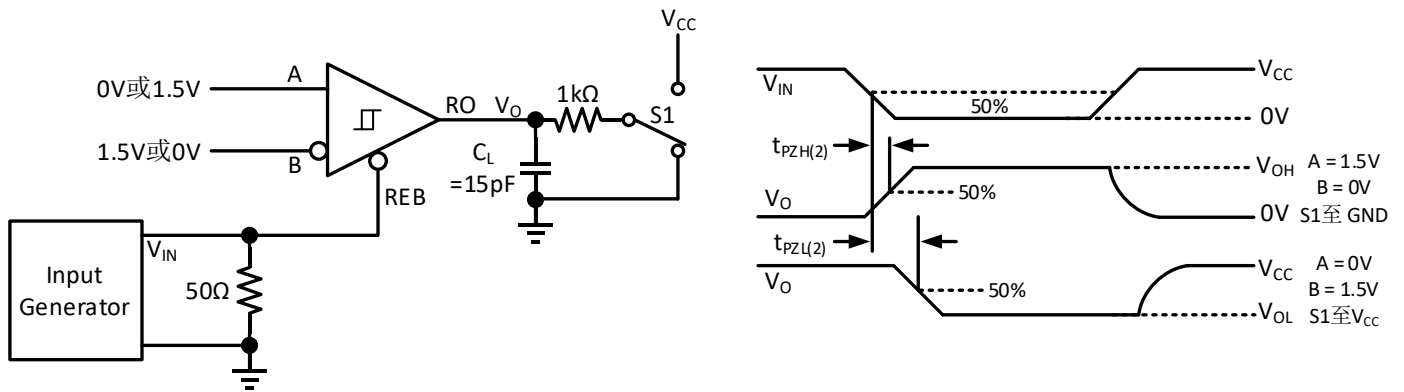 V_CC
0V或1.5V
A
1.5V或0V
B
RO
V_O
1kΩ
S1
C_L
=15pF
REB
Input
Generator
V_IN
50Ω
V_IN
50%
V_CC
0V
t_PZH(2)
V_O
50%
V_OH
0V
A = 1.5V
B = 0V
S1至 GND
t_PZL(2)
V_O
50%
V_CC
V_OL
A = 0V
B = 1.5V
S1至V_CC